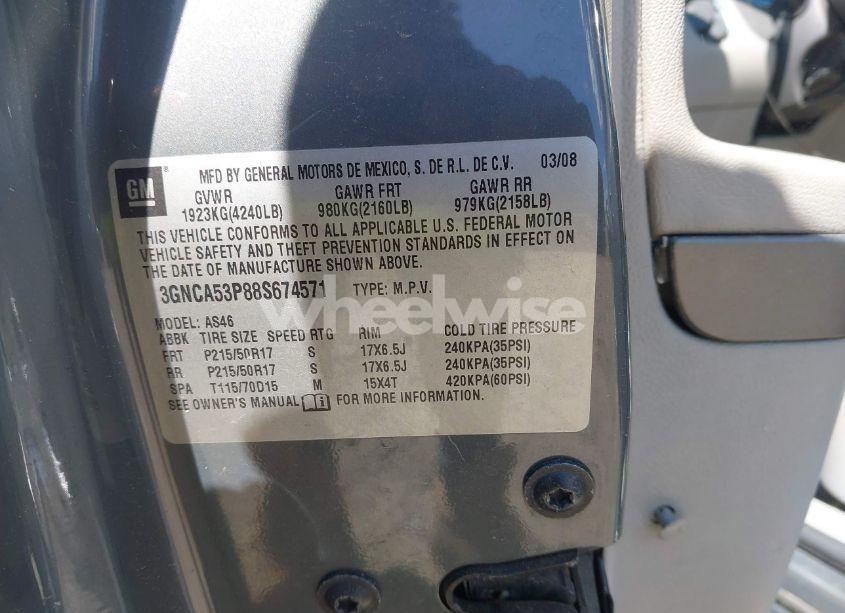 GM
MFD BY GENERAL MOTORS DE MEXICO, S. DE R.L. DE C.V. 03/08
GVWR GAWR FRT GAWR RR
1923KG(4240LB) 980KG(2160LB) 979KG(2158LB)
THIS VEHICLE CONFORMS TO ALL APPLICABLE U.S. FEDERAL MOTOR
VEHICLE SAFETY AND THEFT PREVENTION STANDARDS IN EFFECT ON
THE DATE OF MANUFACTURE SHOWN ABOVE.
3GNCA53P88S674571 TYPE: M.P.V.
wheelwise
MODEL: AS46
ABBK TIRE SIZE SPEED RTG RIM COLD TIRE PRESSURE
FRT P215/50R17 S 17X6.5J 240KPA(35PSI)
RR P215/50R17 S 17X6.5J 240KPA(35PSI)
SPA T115/70D15 M 15X4T 420KPA(60PSI)
SEE OWNER'S MANUAL FOR MORE INFORMATION.